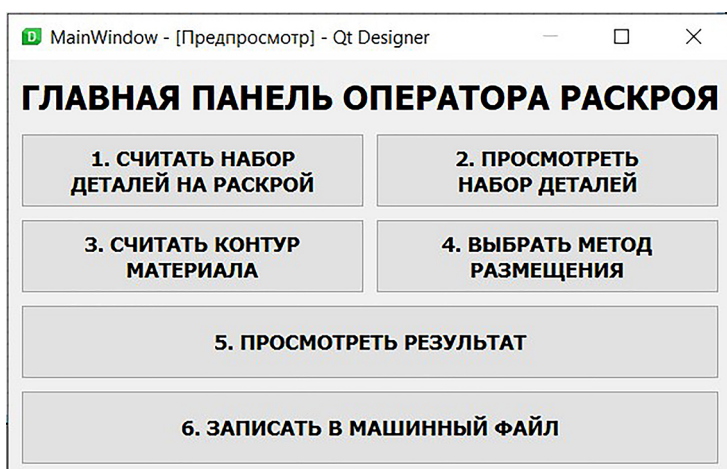 MainWindow - [Предпросмотр] - Qt Designer
ГЛАВНАЯ ПАНЕЛЬ ОПЕРАТОРА РАСКРОЯ
1. СЧИТАТЬ НАБОР
ДЕТАЛЕЙ НА РАСКРОЙ
2. ПРОСМОТРЕТЬ
НАБОР ДЕТАЛЕЙ
3. СЧИТАТЬ КОНТУР
МАТЕРИАЛА
4. ВЫБРАТЬ МЕТОД
РАЗМЕЩЕНИЯ
5. ПРОСМОТРЕТЬ РЕЗУЛЬТАТ
6. ЗАПИСАТЬ В МАШИННЫЙ ФАЙЛ